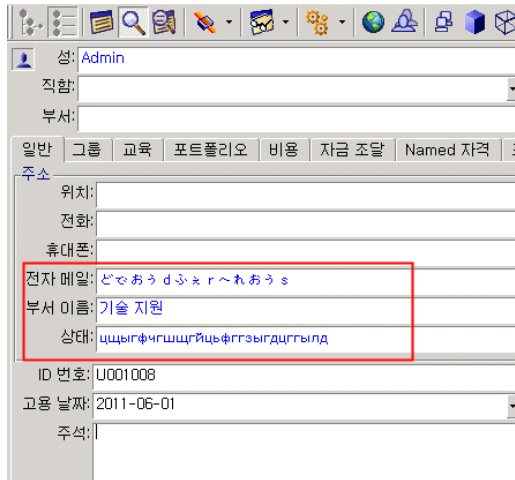 성: Admin
직함:
부서:
일반 그룹 교육 포트폴리오 비용 자금 조달 Named 자격
주소
위치:
전화:
휴대폰:
전자 메일: どでおうdふぇr～れおうs
부서 이름: 기술 지원
상태: цщыгфчгшщгйцьфггзыгдцггылд
ID 번호: U001008
고용 날짜: 2011-06-01
주석: